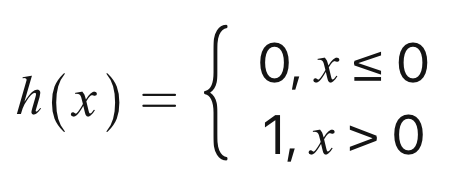 h(x) = { 0, x ≤ 0
1, x > 0